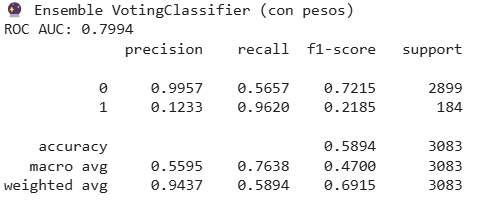 🔮 Ensemble VotingClassifier (con pesos)
ROC AUC: 0.7994
precision recall f1-score support
0 0.9957 0.5657 0.7215 2899
1 0.1233 0.9620 0.2185 184
accuracy 0.5894 3083
macro avg 0.5595 0.7638 0.4700 3083
weighted avg 0.9437 0.5894 0.6915 3083